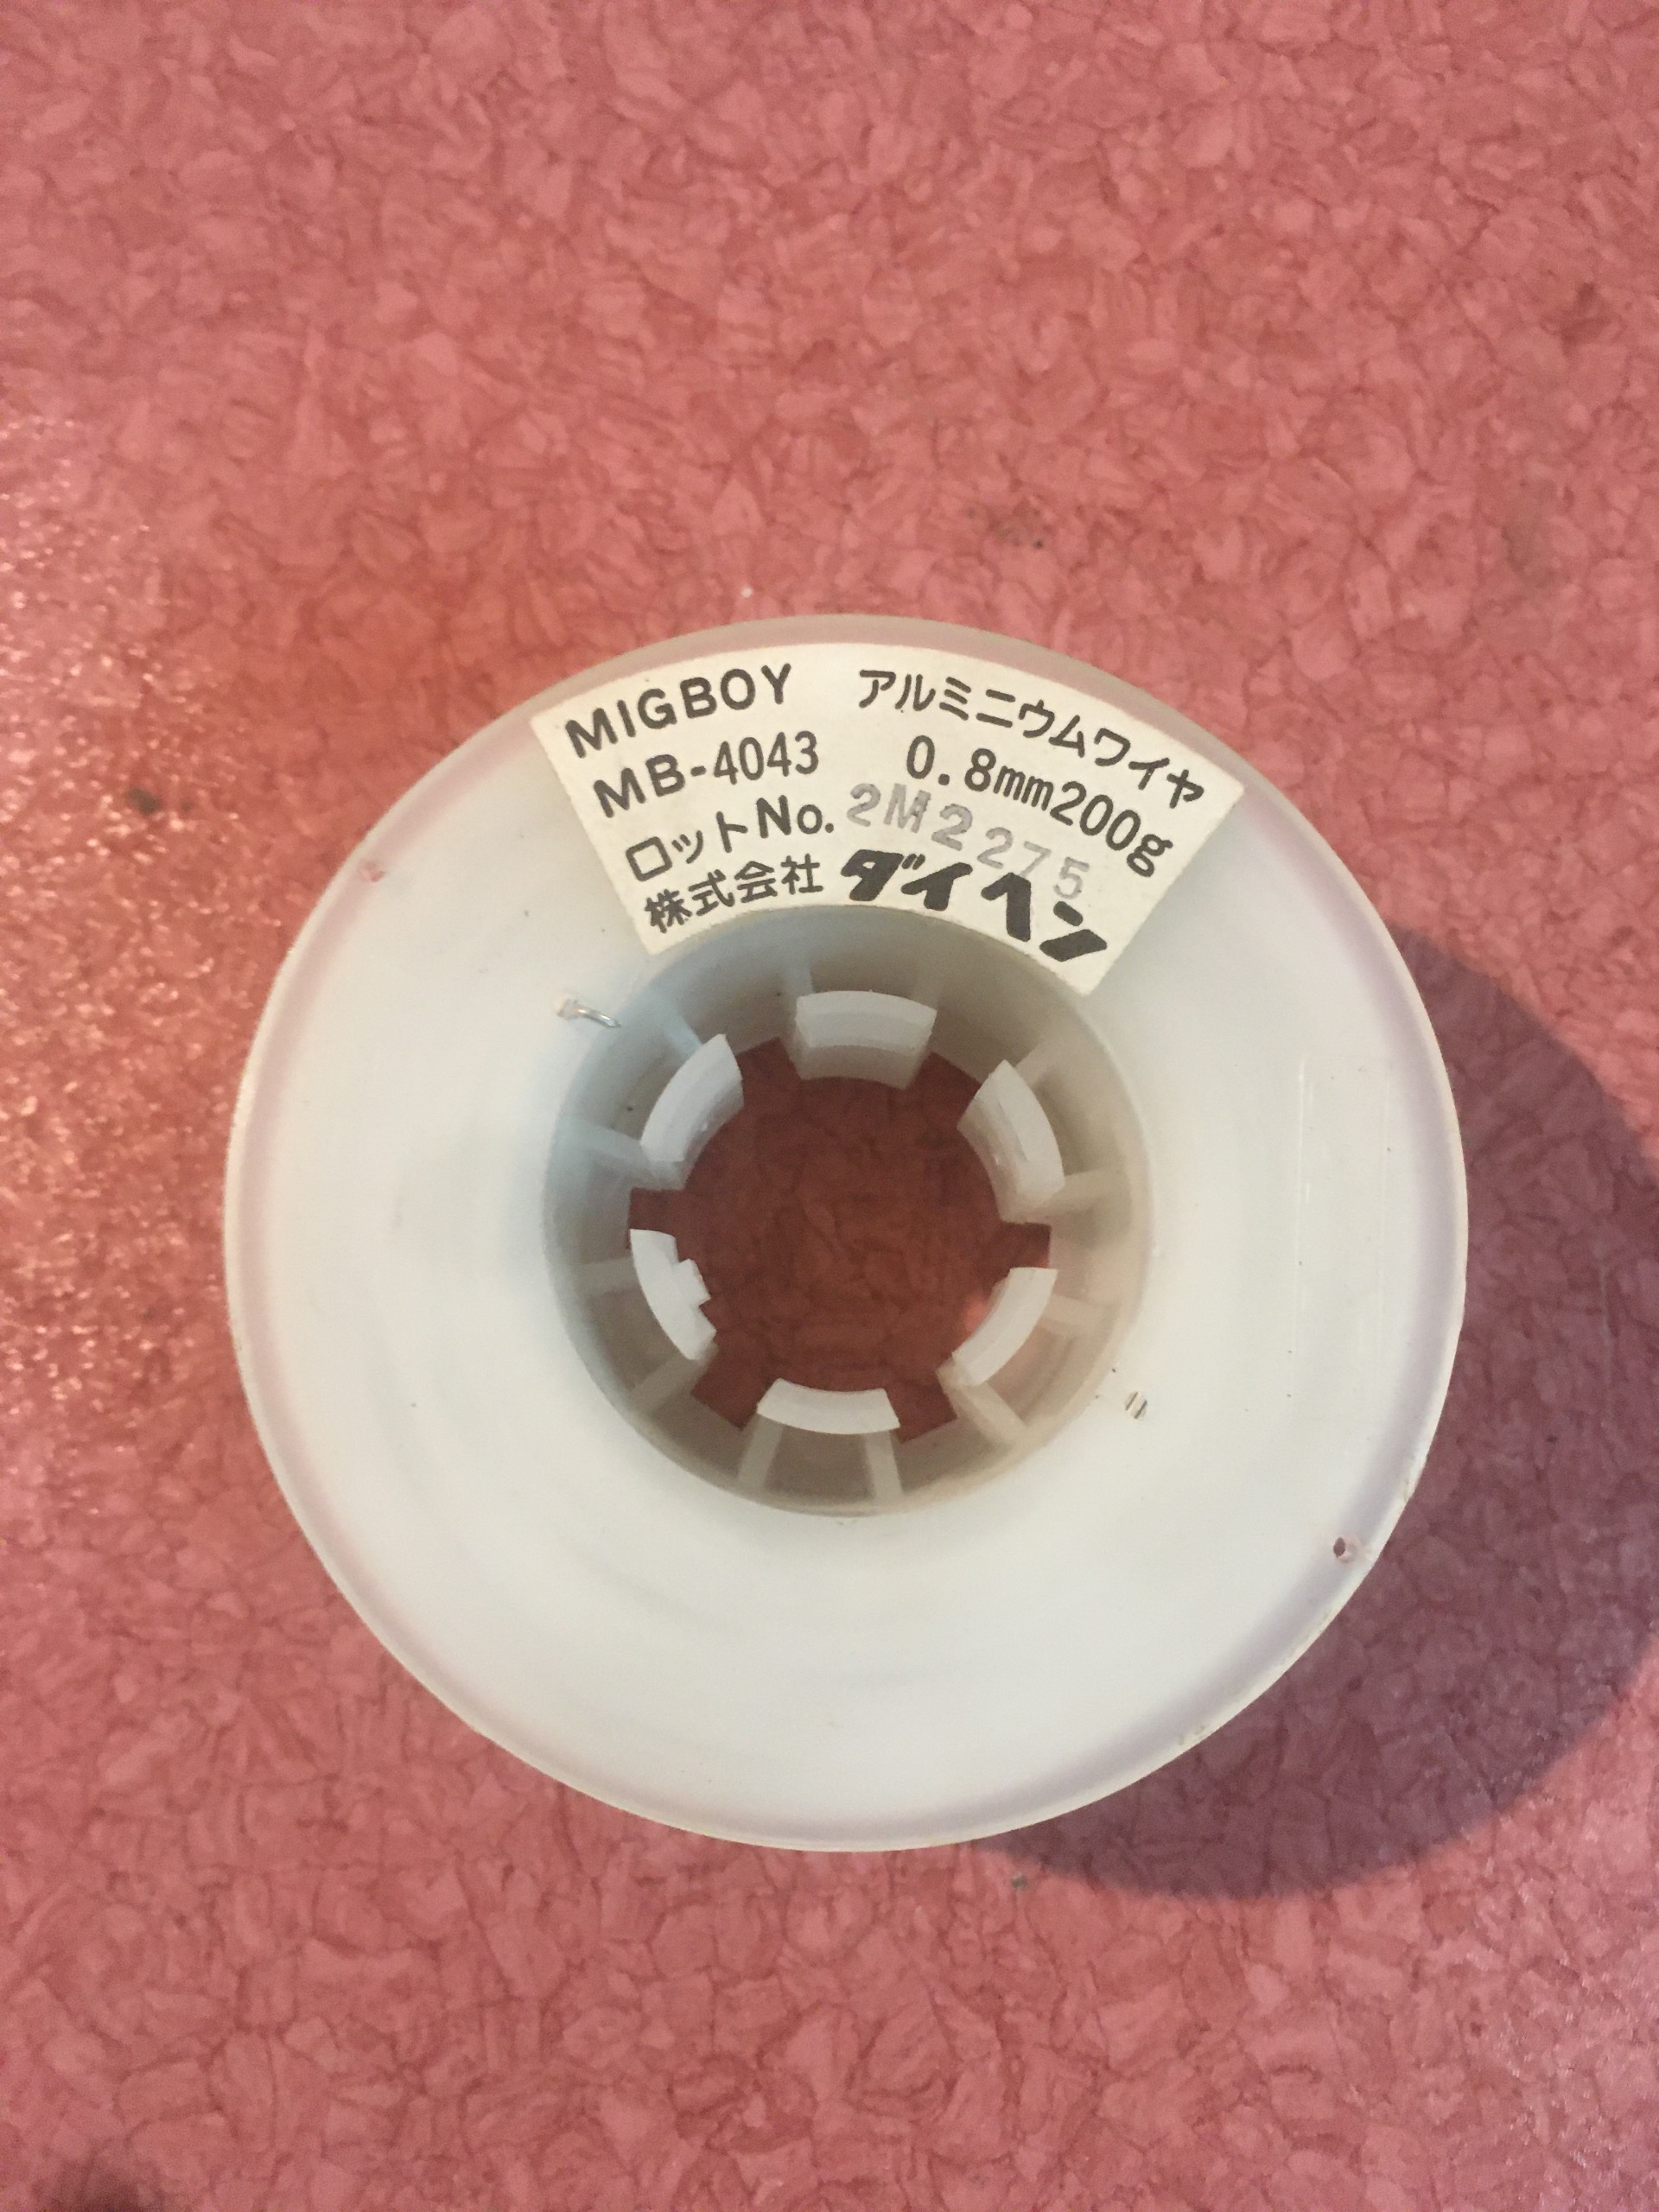 MIGBOY アルミニウムワイヤ
MB-4043 0.8mm200g
ロットNo. 2M2275
株式会社 ダイヘン